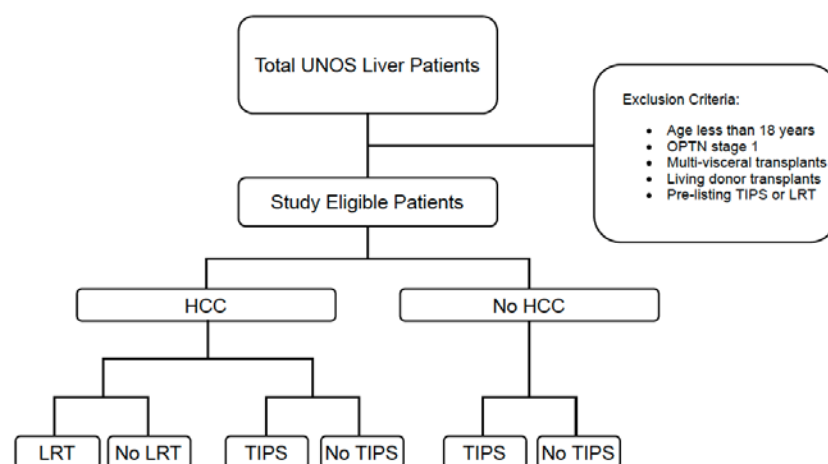 Total UNOS Liver Patients
Exclusion Criteria:
• Age less than 18 years
• OPTN stage 1
• Multi-visceral transplants
• Living donor transplants
• Pre-listing TIPS or LRT
Study Eligible Patients
HCC
No HCC
LRT
No LRT
TIPS
No TIPS
TIPS
No TIPS